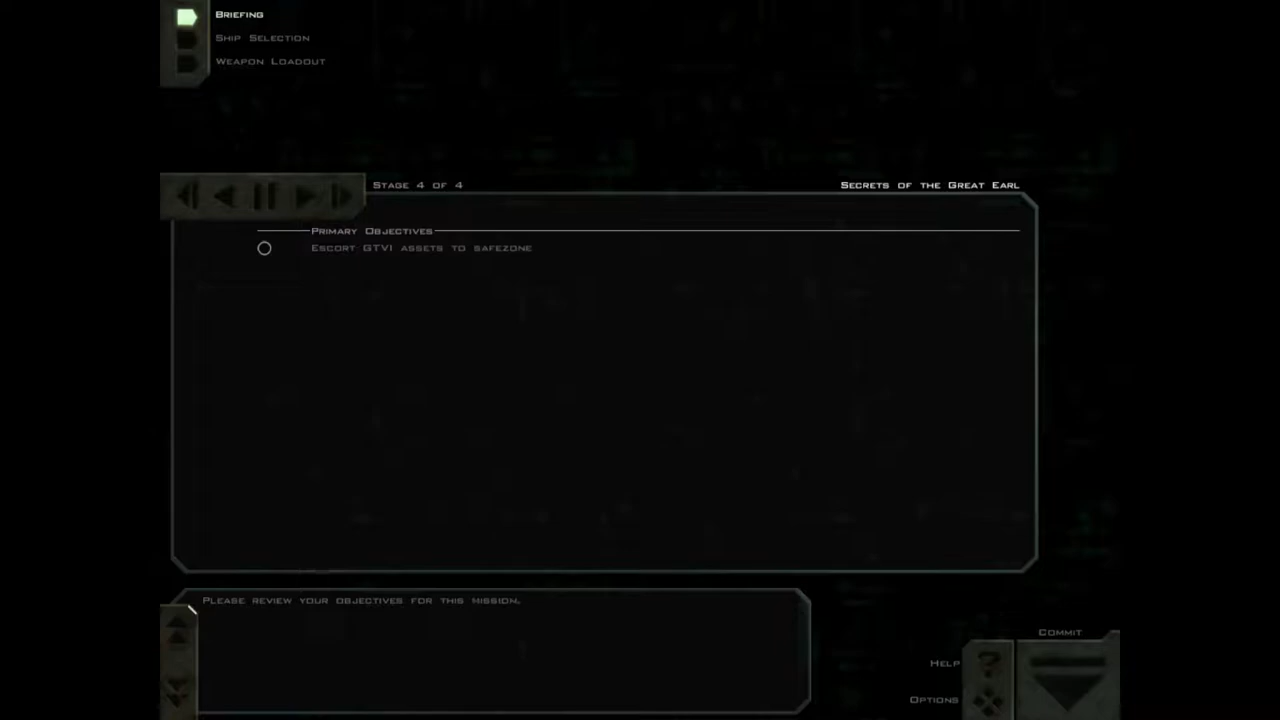 Briefing
Ship Selection
Weapon Loadout
Stage 4 of 4
Secrets of the Great Earl
Primary Objectives
Escort GTVI assets to safezone
Please review your objectives for this mission.
Commit
Help
Options